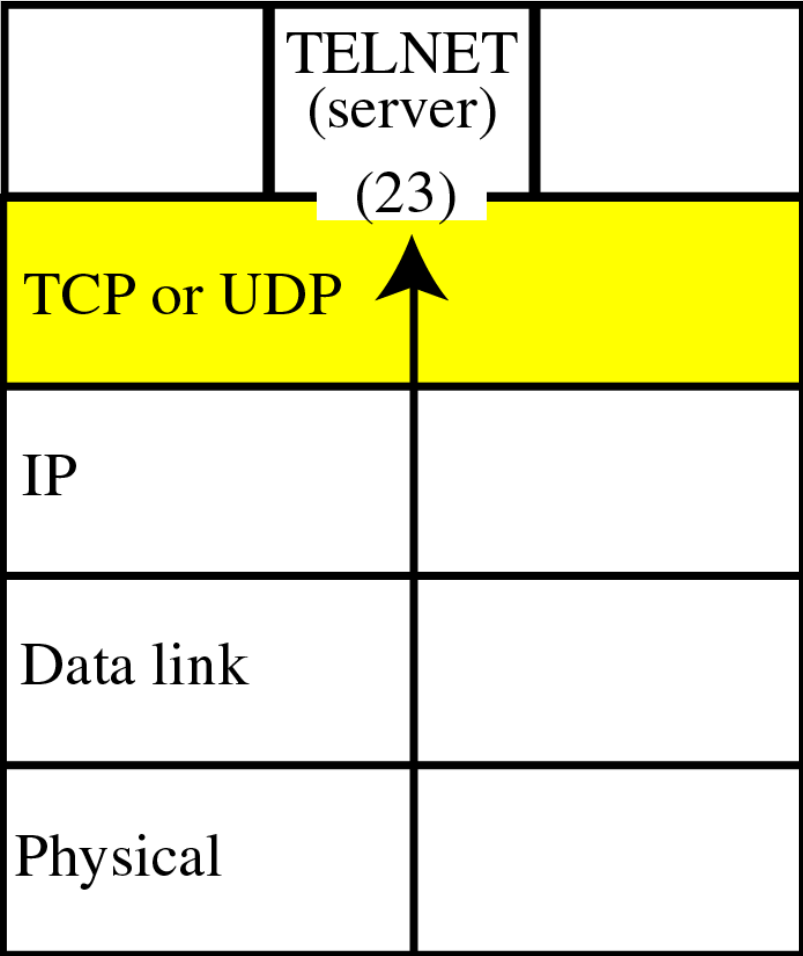 TELNET
(server)
(23)
TCP or UDP
IP
Data link
Physical